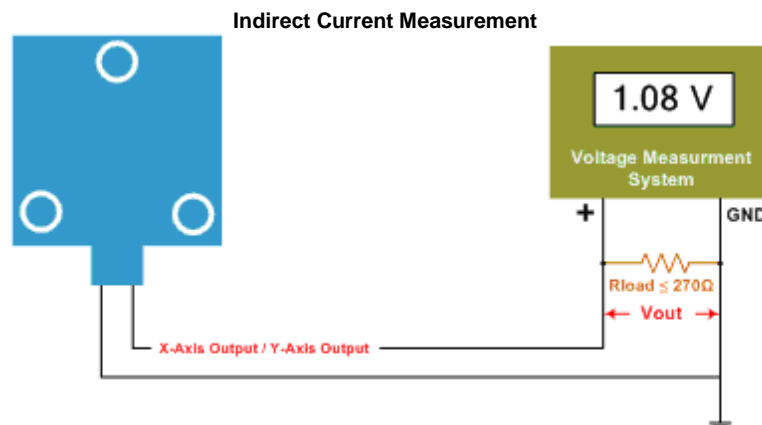 Indirect Current Measurement
1.08 V
Voltage Measurment
System
+
GND
Rload ≤ 270Ω
Vout
X-Axis Output / Y-Axis Output